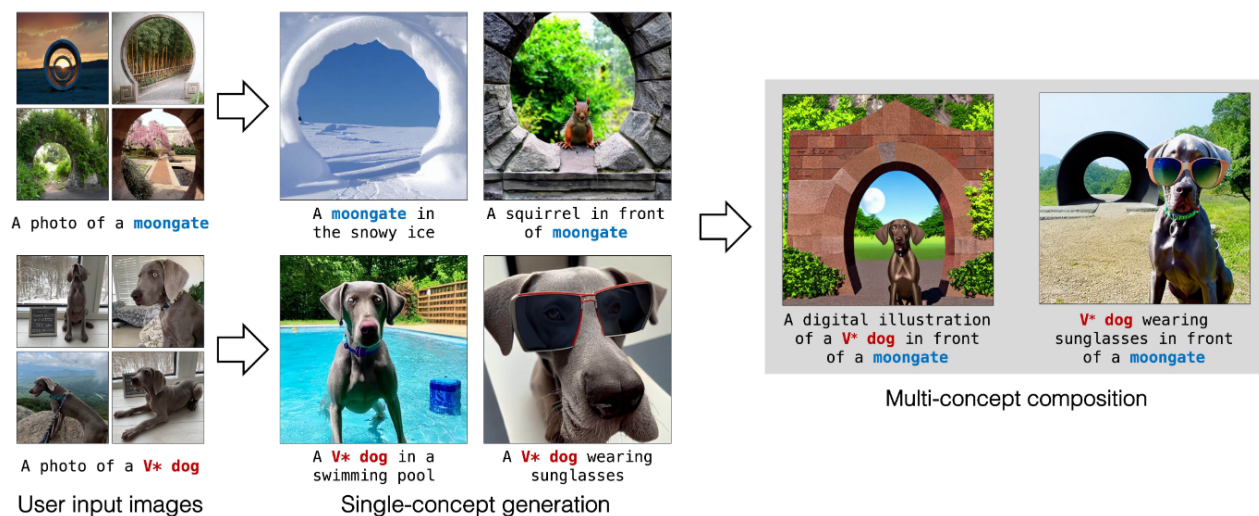 A photo of a moongate
A moongate in
the snowy ice
A squirrel in front
of moongate
A photo of a V* dog
A V* dog in a
swimming pool
A V* dog wearing
sunglasses
A digital illustration
of a V* dog in front
of a moongate
V* dog wearing
sunglasses in front
of a moongate
User input images
Single-concept generation
Multi-concept composition